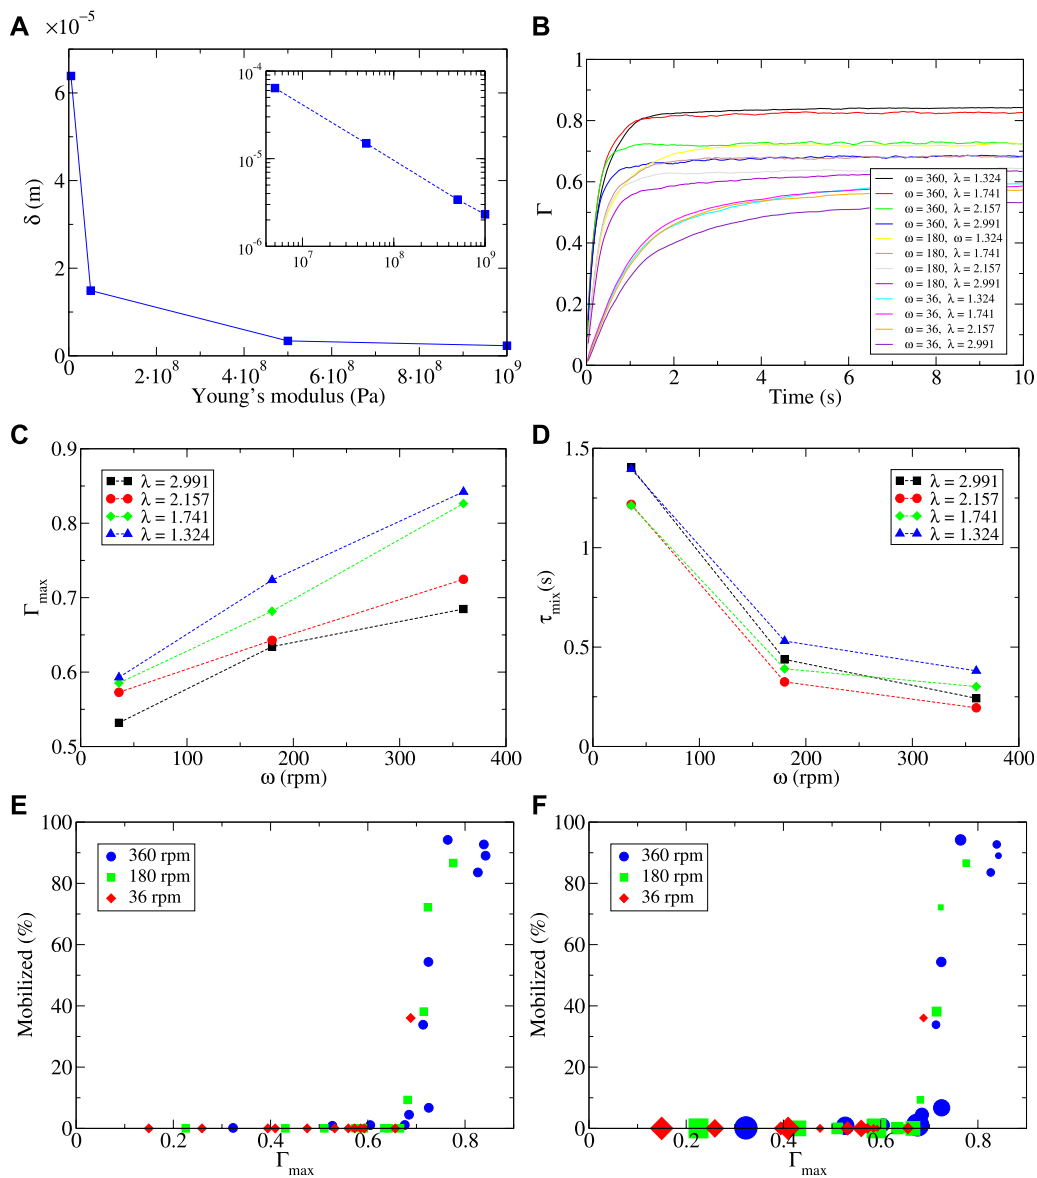 A
×10⁻⁵
6
4
2
0
δ (m)
0
2·10⁸
4·10⁸
6·10⁸
8·10⁸
10⁹
Young's modulus (Pa)
10⁻⁴
10⁻⁵
10⁻⁶
10⁷
10⁸
10⁹
B
1
0.8
0.6
0.4
0.2
0
Γ
0
2
4
6
8
10
Time (s)
ω = 360, λ = 1.324
ω = 360, λ = 1.741
ω = 360, λ = 2.157
ω = 360, λ = 2.991
ω = 180, ω = 1.324
ω = 180, λ = 1.741
ω = 180, λ = 2.157
ω = 180, λ = 2.991
ω = 36, λ = 1.324
ω = 36, λ = 1.741
ω = 36, λ = 2.157
ω = 36, λ = 2.991
C
0.9
0.8
0.7
0.6
0.5
Γmax
0
100
200
300
400
ω (rpm)
λ = 2.991
λ = 2.157
λ = 1.741
λ = 1.324
D
1.5
1
0.5
0
τmix(s)
0
100
200
300
400
ω (rpm)
λ = 2.991
λ = 2.157
λ = 1.741
λ = 1.324
E
100
80
60
40
20
0
Mobilized (%)
0
0.2
0.4
0.6
0.8
Γmax
360 rpm
180 rpm
36 rpm
F
100
80
60
40
20
0
Mobilized (%)
0
0.2
0.4
0.6
0.8
Γmax
360 rpm
180 rpm
36 rpm